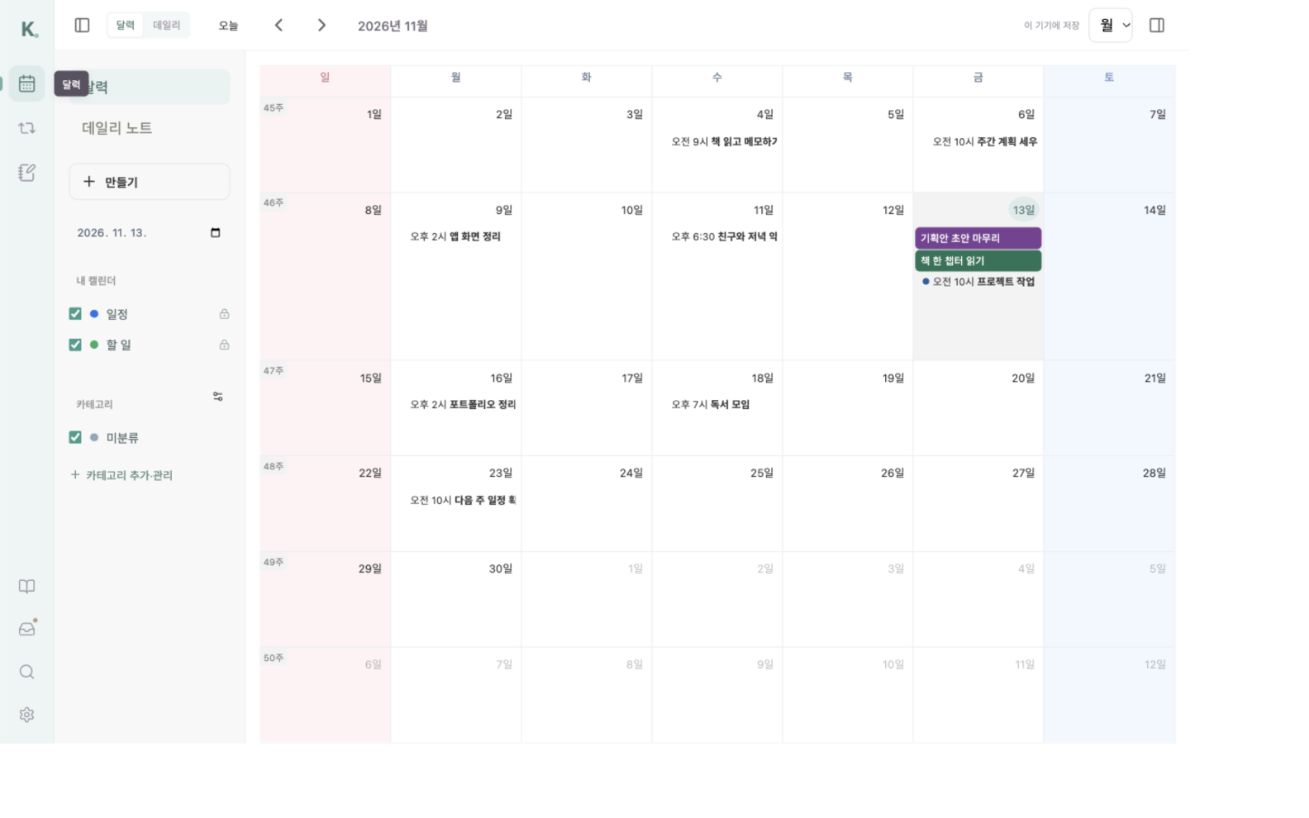 K.
달력 데일리
오늘
2026년 11월
이 기기에 저장
월
달력
달력
데일리 노트
+ 만들기
2026. 11. 13.
내 캘린더
일정
할 일
카테고리
미분류
+ 카테고리 추가·관리
일 월 화 수 목 금 토
45주 1일 2일 3일 4일 5일 6일 7일
오전 9시 책 읽고 메모하기
오전 10시 주간 계획 세우
46주 8일 9일 10일 11일 12일 13일 14일
오후 2시 앱 화면 정리
오후 6:30 친구와 저녁 약
기획안 초안 마무리
책 한 챕터 읽기
오전 10시 프로젝트 작업
47주 15일 16일 17일 18일 19일 20일 21일
오후 2시 포트폴리오 정리
오후 7시 독서 모임
48주 22일 23일 24일 25일 26일 27일 28일
오전 10시 다음 주 일정
49주 29일 30일 1일 2일 3일 4일 5일
50주 6일 7일 8일 9일 10일 11일 12일